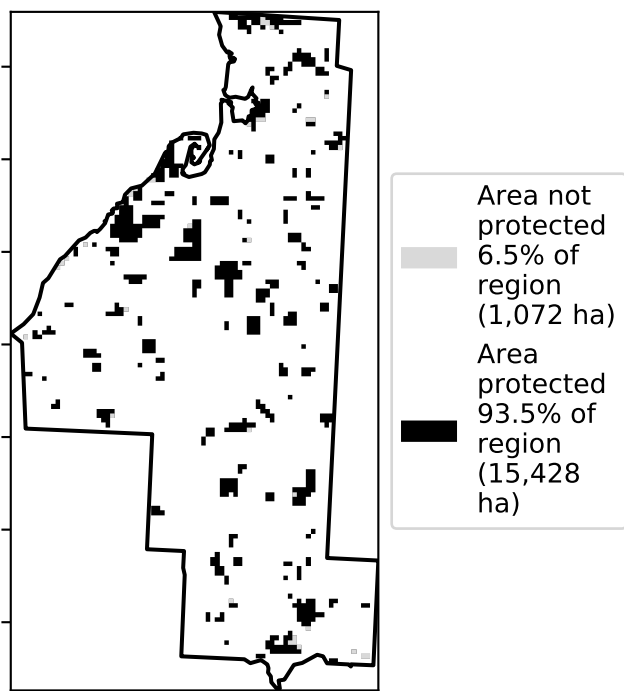 Area not
protected
6.5% of
region
(1,072 ha)
Area
protected
93.5% of
region
(15,428
ha)